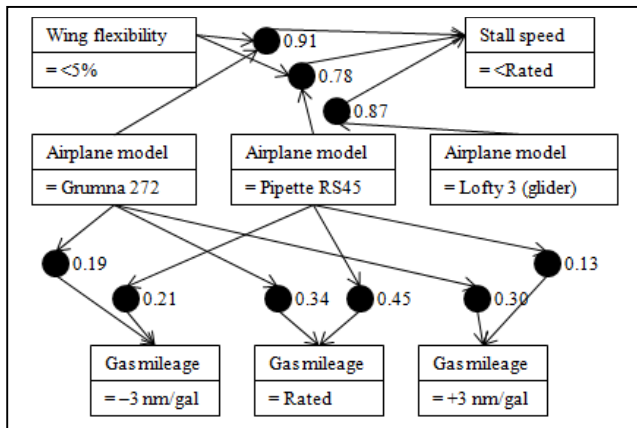 Wing flexibility
= <5%
0.91
Stall speed
= <Rated
0.78
0.87
Airplane model
= Grumna 272
Airplane model
= Pipette RS45
Airplane model
= Lofty 3 (glider)
0.19
0.13
0.21
0.34
0.45
0.30
Gas mileage
= –3 nm/gal
Gas mileage
= Rated
Gas mileage
= +3 nm/gal